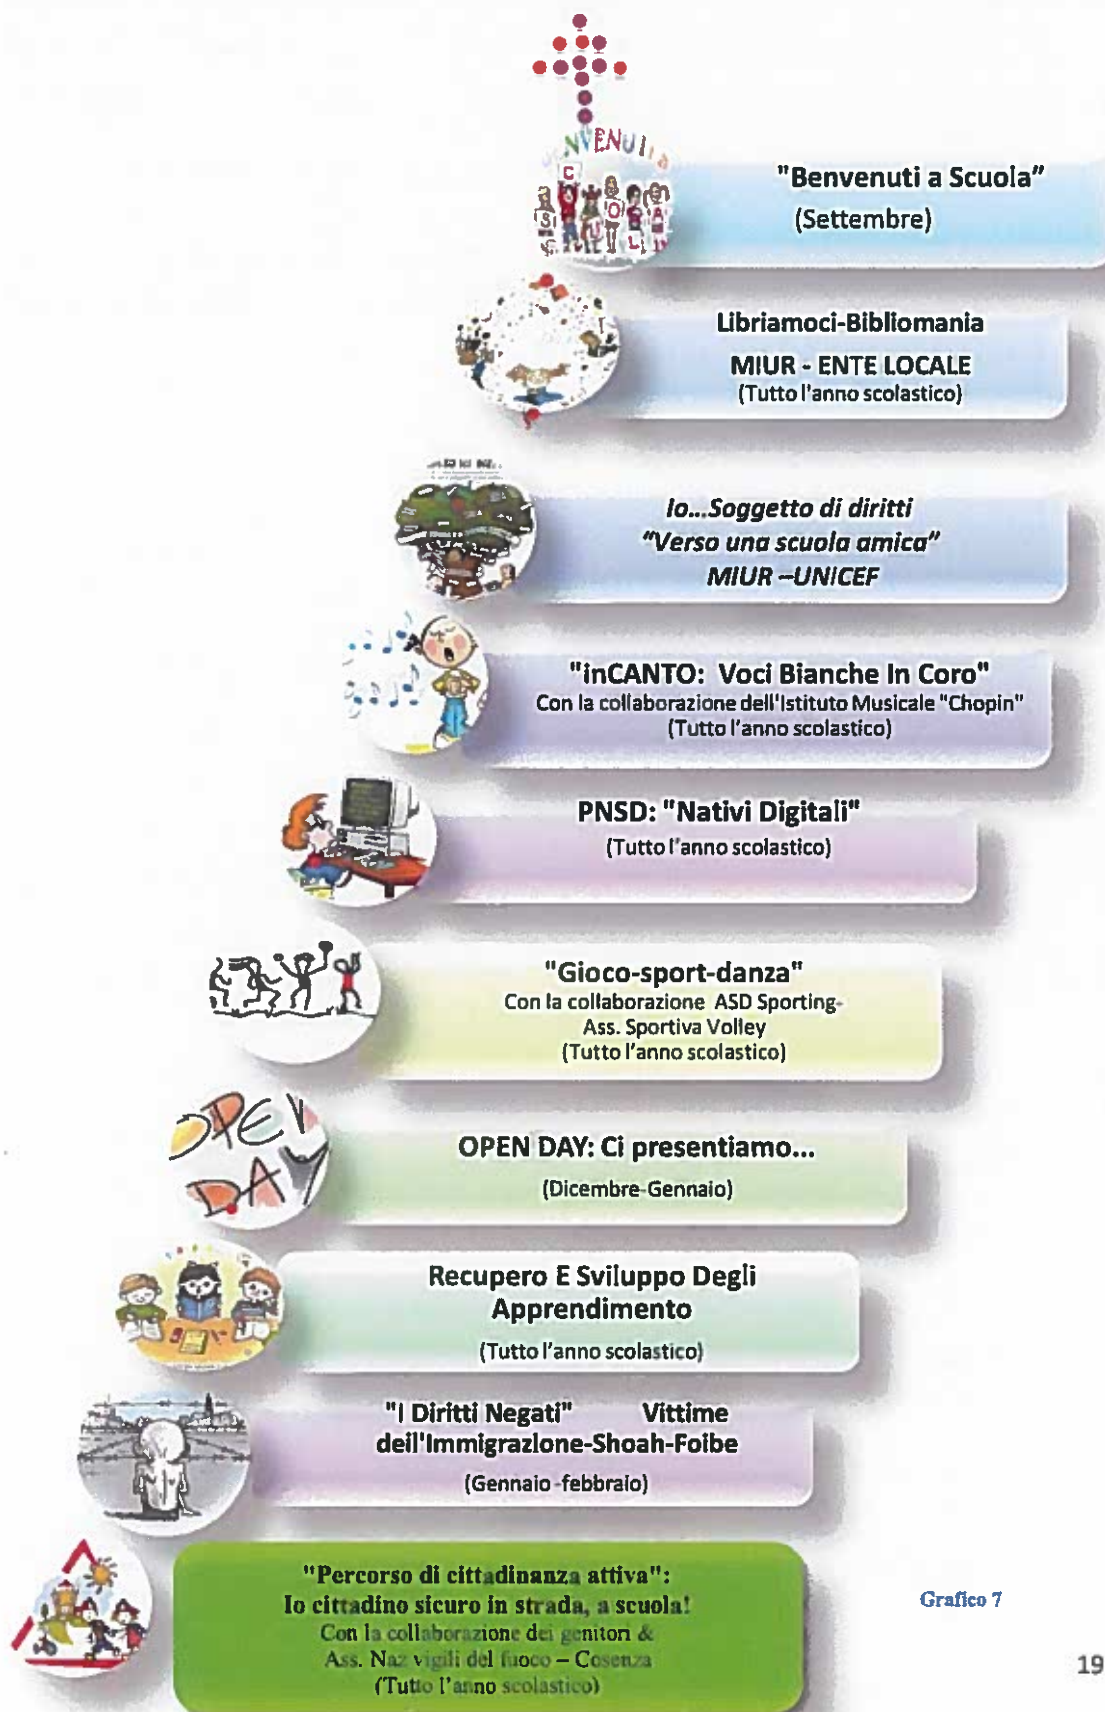 BENVENUTI a
SCUOLA
"Benvenuti a Scuola"
(Settembre)
Libriamoci-Bibliomania
MIUR - ENTE LOCALE
(Tutto l'anno scolastico)
Io...Soggetto di diritti
"Verso una scuola amica"
MIUR –UNICEF
"inCANTO: Voci Bianche In Coro"
Con la collaborazione dell'Istituto Musicale "Chopin"
(Tutto l'anno scolastico)
PNSD: "Nativi Digitali"
(Tutto l'anno scolastico)
"Gioco-sport-danza"
Con la collaborazione ASD Sporting-
Ass. Sportiva Volley
(Tutto l'anno scolastico)
OPEN
DAY
OPEN DAY: Ci presentiamo...
(Dicembre-Gennaio)
Recupero E Sviluppo Degli
Apprendimento
(Tutto l'anno scolastico)
"I Diritti Negati" Vittime
dell'Immigrazione-Shoah-Foibe
(Gennaio -febbraio)
"Percorso di cittadinanza attiva":
Io cittadino sicuro in strada, a scuola!
Con la collaborazione dei genitori &
Ass. Naz vigili del fuoco – Cosenza
(Tutto l'anno scolastico)
Grafico 7
19